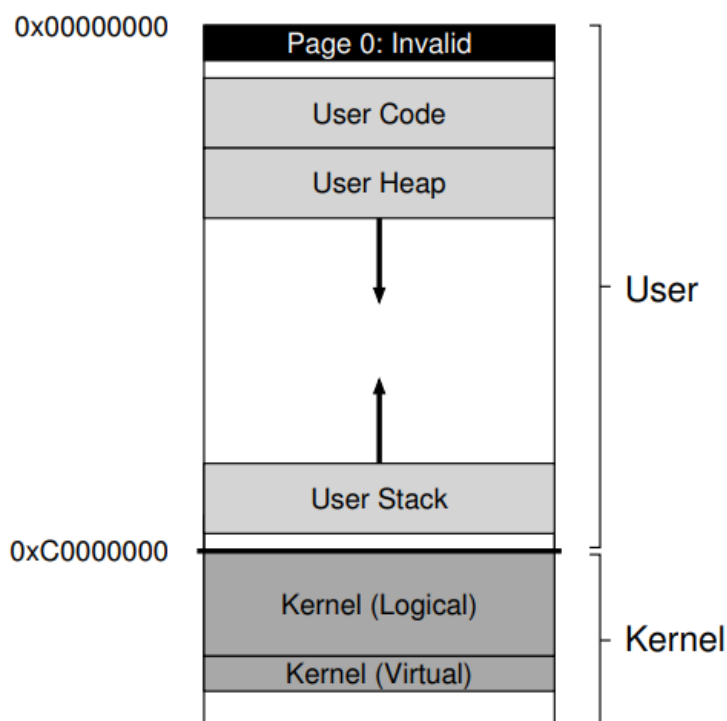 0x00000000
Page 0: Invalid
User Code
User Heap
User
User Stack
0xC0000000
Kernel (Logical)
Kernel
Kernel (Virtual)